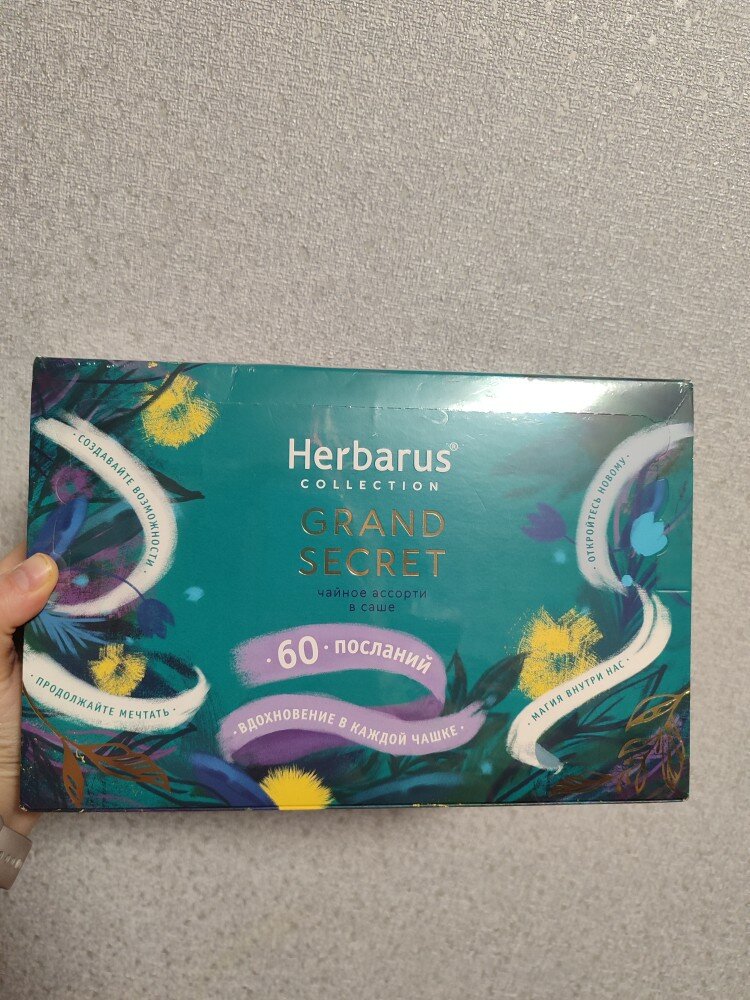 Herbarus®
COLLECTION
GRAND
SECRET
чайное ассорти
в саше
· 60 · посланий
· ВДОХНОВЕНИЕ В КАЖДОЙ ЧАШКЕ ·
· СОЗДАВАЙТЕ ВОЗМОЖНОСТИ ·
· ПРОДОЛЖАЙТЕ МЕЧТАТЬ ·
· ОТКРОЙТЕСЬ НОВОМУ ·
· МАГИЯ ВНУТРИ НАС ·